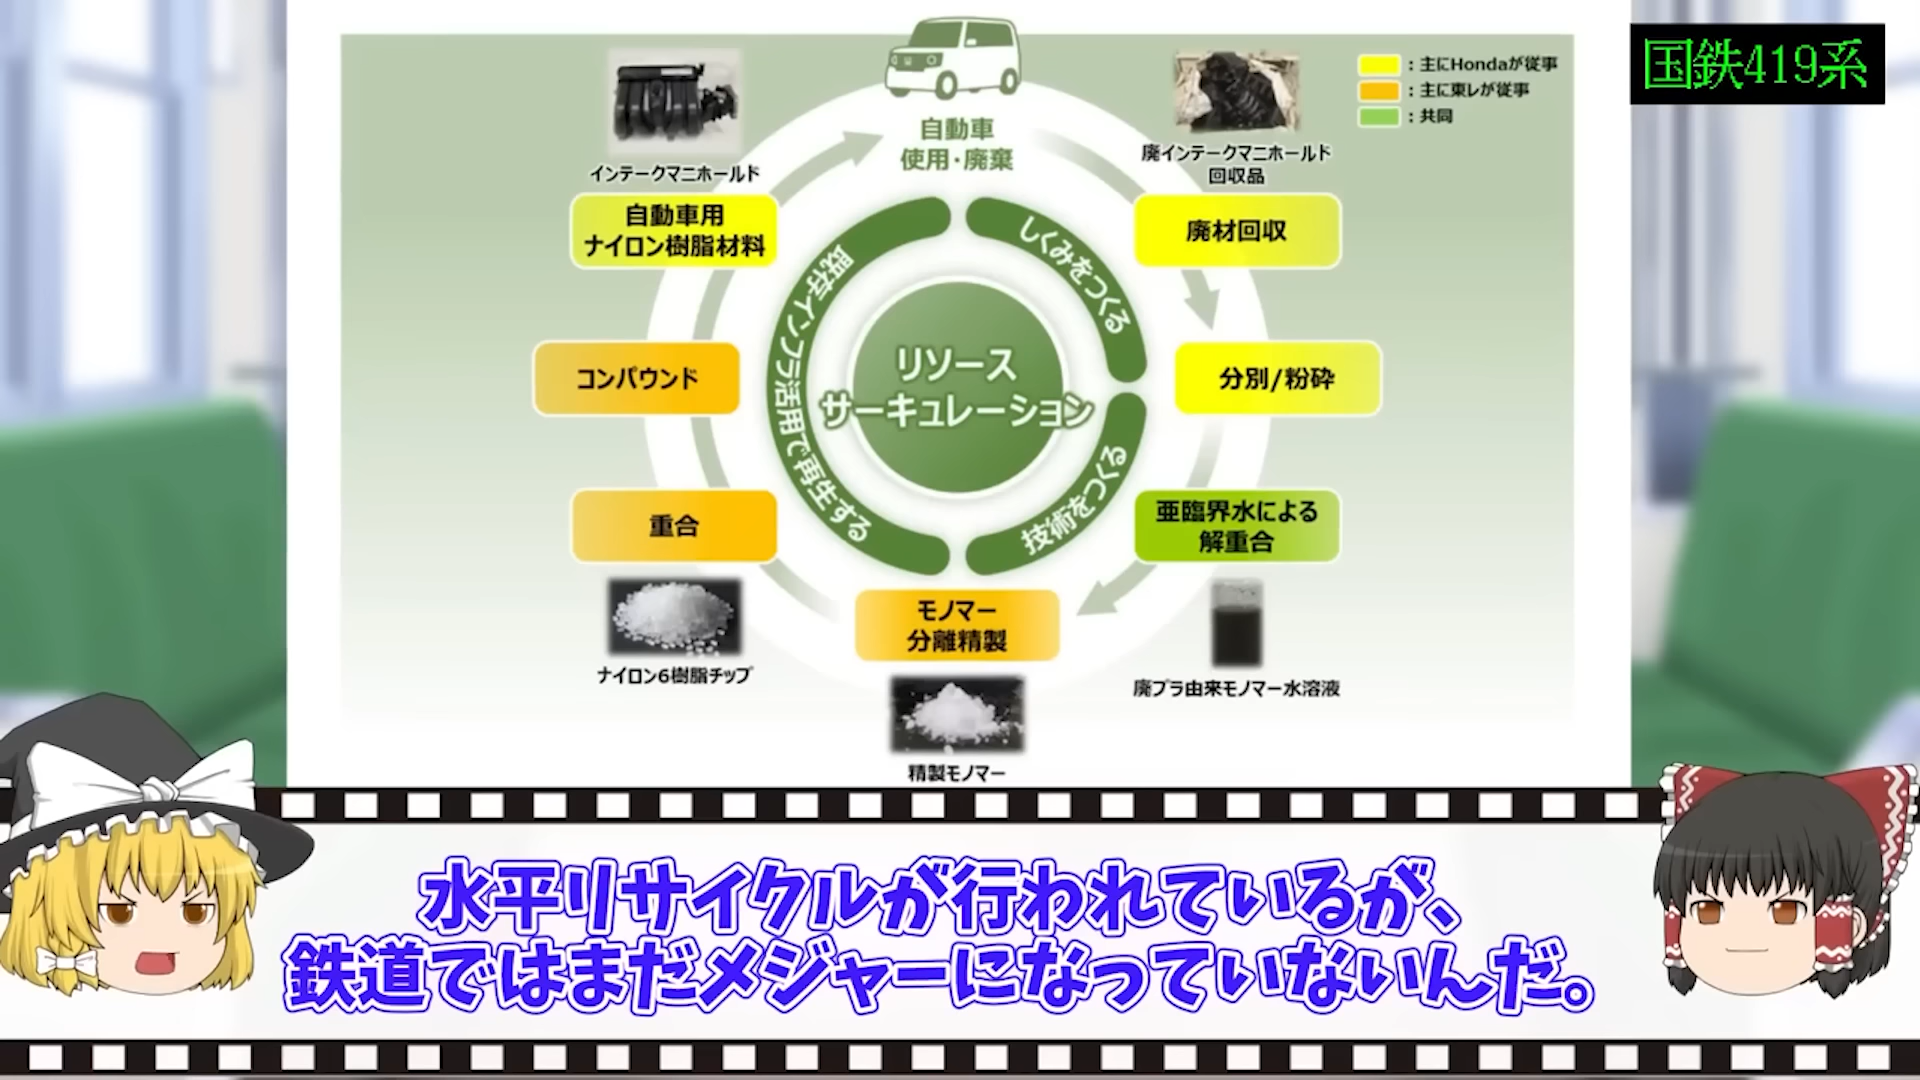 国鉄419系
：主にHondaが従事
：主に東レが従事
：共同
自動車
使用・廃棄
インテークマニホールド
廃インテークマニホールド
回収品
自動車用
ナイロン樹脂材料
廃材回収
しくみをつくる
既存インフラ活用で再生する
リソース
サーキュレーション
コンパウンド
分別/粉砕
技術をつくる
重合
亜臨界水による
解重合
モノマー
分離精製
ナイロン6樹脂チップ
廃プラ由来モノマー水溶液
精製モノマー
水平リサイクルが行われているが、
鉄道ではまだメジャーになっていないんだ。